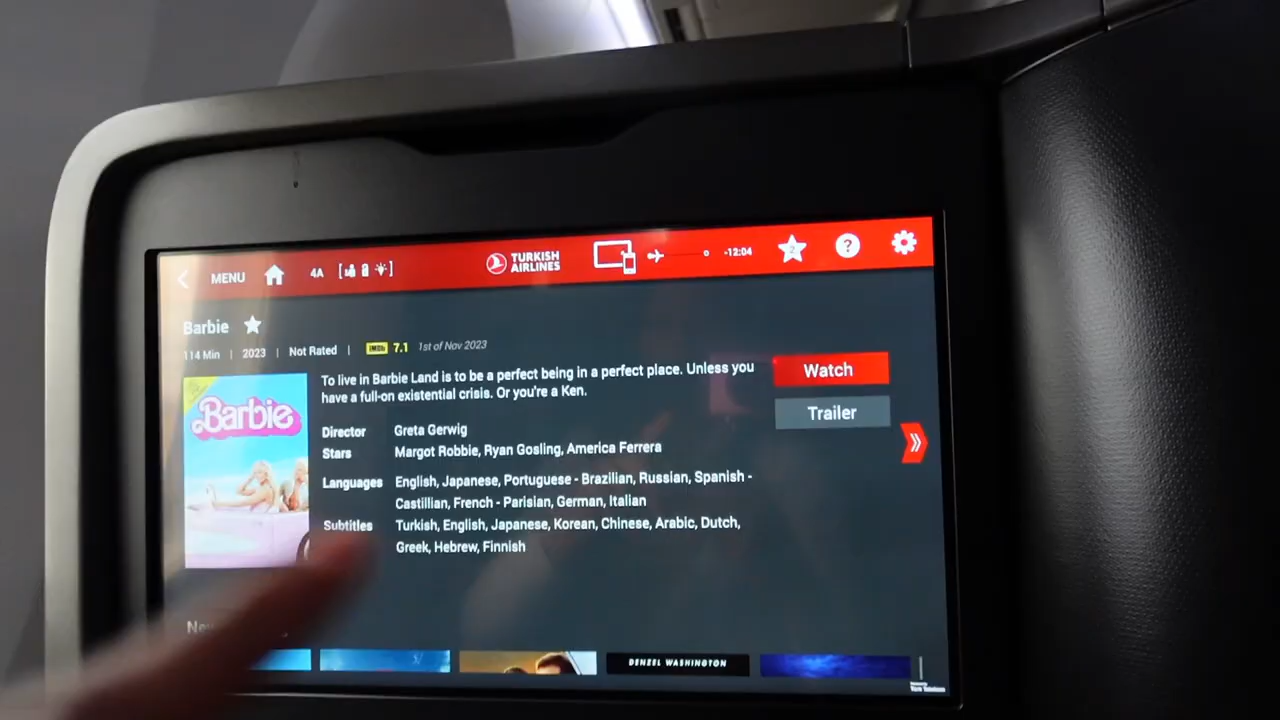 MENU
4A
TURKISH
AIRLINES
-12:04
2
?
Barbie
114 Min | 2023 | Not Rated | IMDb 7.1 1st of Nov 2023
To live in Barbie Land is to be a perfect being in a perfect place. Unless you
have a full-on existential crisis. Or you're a Ken.
Watch
Trailer
Barbie
Director Greta Gerwig
Stars Margot Robbie, Ryan Gosling, America Ferrera
Languages English, Japanese, Portuguese - Brazilian, Russian, Spanish -
Castillian, French - Parisian, German, Italian
Subtitles Turkish, English, Japanese, Korean, Chinese, Arabic, Dutch,
Greek, Hebrew, Finnish
DENZEL WASHINGTON